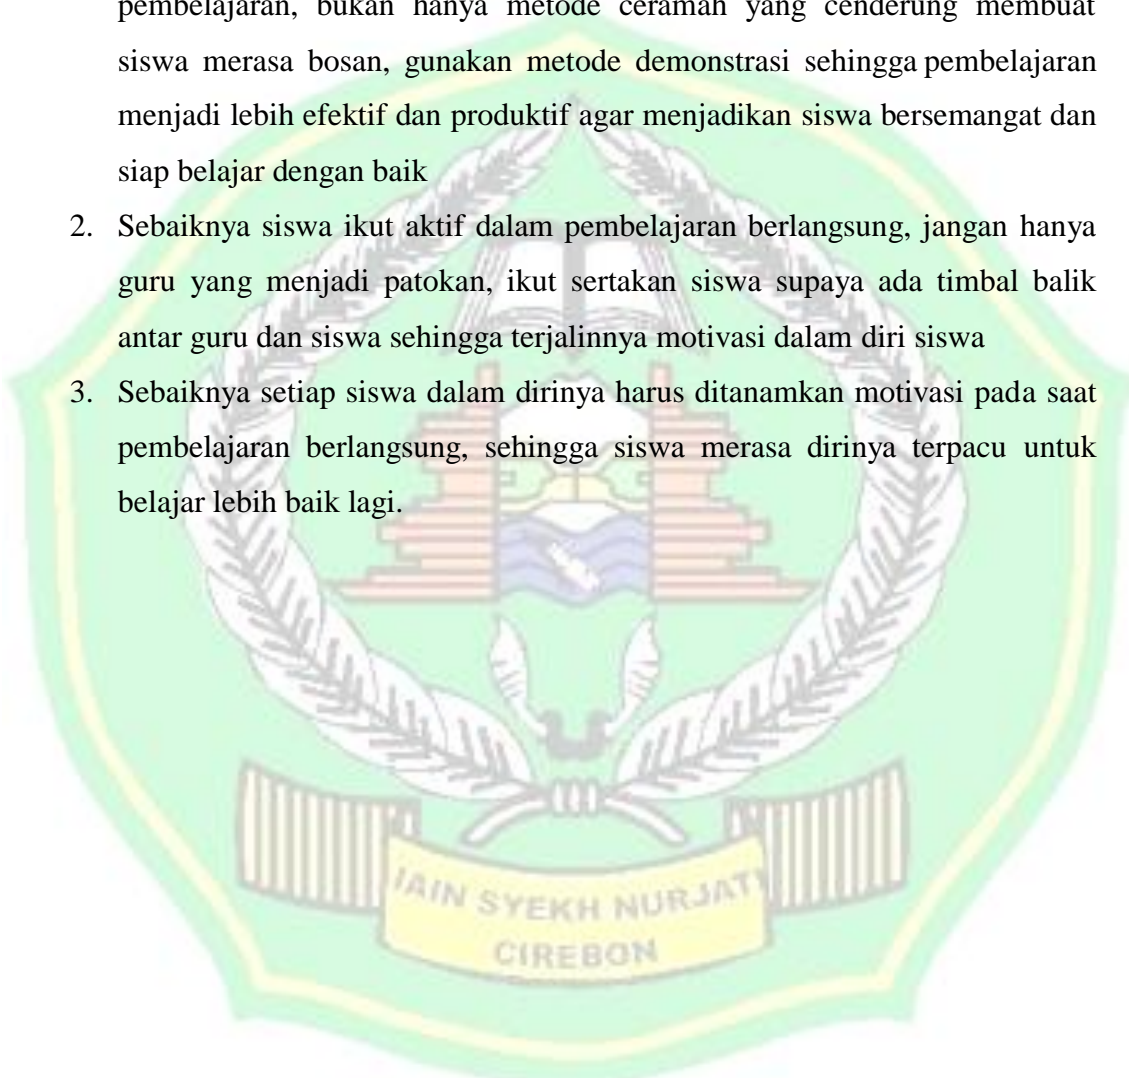 pembelajaran, bukan hanya metode ceramah yang cenderung membuat
siswa merasa bosan, gunakan metode demonstrasi sehingga pembelajaran
menjadi lebih efektif dan produktif agar menjadikan siswa bersemangat dan
siap belajar dengan baik
2. Sebaiknya siswa ikut aktif dalam pembelajaran berlangsung, jangan hanya
guru yang menjadi patokan, ikut sertakan siswa supaya ada timbal balik
antar guru dan siswa sehingga terjalinnya motivasi dalam diri siswa
3. Sebaiknya setiap siswa dalam dirinya harus ditanamkan motivasi pada saat
pembelajaran berlangsung, sehingga siswa merasa dirinya terpacu untuk
belajar lebih baik lagi.
IAIN SYEKH NURJATI
CIREBON